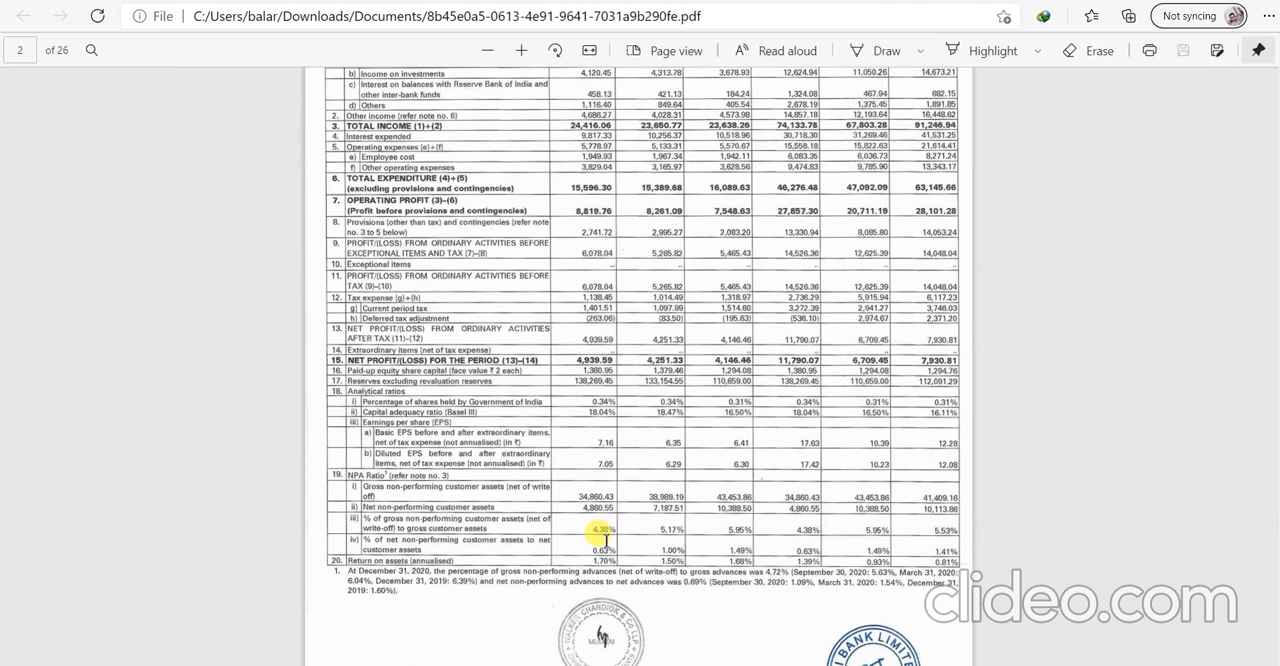 File C:/Users/balar/Downloads/Documents/8b45e0a5-0613-4e91-9641-7031a9b290fe.pdf Not syncing
2 of 26 Page view Read aloud Draw Highlight Erase
b) Income on investments 4,120.45 4,313.78 3,678.93 12,624.94 11,050.26 14,673.21
c) Interest on balances with Reserve Bank of India and
other inter-bank funds 458.13 421.13 184.24 1,324.08 467.94 682.15
d) Others 1,116.40 849.64 405.54 2,678.19 1,375.45 1,891.85
2. Other income (refer note no. 6) 4,686.27 4,028.31 4,573.98 14,857.18 12,193.64 16,448.62
3. TOTAL INCOME (1)+(2) 24,416.06 23,650.77 23,638.26 74,133.78 67,803.28 91,246.94
4. Interest expended 9,817.33 10,256.37 10,518.96 30,718.30 31,269.46 41,531.25
5. Operating expenses (e)+(f) 5,778.97 5,133.31 5,570.67 15,558.18 15,822.63 21,614.41
e) Employee cost 1,949.93 1,967.34 1,942.11 6,083.35 6,036.73 8,271.24
f) Other operating expenses 3,829.04 3,165.97 3,628.56 9,474.83 9,785.90 13,343.17
6. TOTAL EXPENDITURE (4)+(5)
(excluding provisions and contingencies) 15,596.30 15,389.68 16,089.63 46,276.48 47,092.09 63,145.66
7. OPERATING PROFIT (3)–(6)
(Profit before provisions and contingencies) 8,819.76 8,261.09 7,548.63 27,857.30 20,711.19 28,101.28
8. Provisions (other than tax) and contingencies (refer note
no. 3 to 5 below) 2,741.72 2,995.27 2,083.20 13,330.94 8,085.80 14,053.24
9. PROFIT/(LOSS) FROM ORDINARY ACTIVITIES BEFORE
EXCEPTIONAL ITEMS AND TAX (7)–(8) 6,078.04 5,265.82 5,465.43 14,526.36 12,625.39 14,048.04
10. Exceptional items .. .. .. .. .. ..
11. PROFIT/(LOSS) FROM ORDINARY ACTIVITIES BEFORE
TAX (9)–(10) 6,078.04 5,265.82 5,465.43 14,526.36 12,625.39 14,048.04
12. Tax expense (g)+(h) 1,138.45 1,014.49 1,318.97 2,736.29 5,915.94 6,117.23
g) Current period tax 1,401.51 1,097.99 1,514.60 3,272.39 2,941.27 3,746.03
h) Deferred tax adjustment (263.06) (83.50) (195.63) (536.10) 2,974.67 2,371.20
13. NET PROFIT/(LOSS) FROM ORDINARY ACTIVITIES
AFTER TAX (11)–(12) 4,939.59 4,251.33 4,146.46 11,790.07 6,709.45 7,930.81
14. Extraordinary items (net of tax expense) .. .. .. .. .. ..
15. NET PROFIT/(LOSS) FOR THE PERIOD (13)–(14) 4,939.59 4,251.33 4,146.46 11,790.07 6,709.45 7,930.81
16. Paid-up equity share capital (face value ₹ 2 each) 1,380.95 1,379.46 1,294.08 1,380.95 1,294.08 1,294.76
17. Reserves excluding revaluation reserves 138,269.45 133,154.55 110,659.00 138,269.45 110,659.00 112,091.29
18. Analytical ratios
i) Percentage of shares held by Government of India 0.34% 0.34% 0.31% 0.34% 0.31% 0.31%
ii) Capital adequacy ratio (Basel III) 18.04% 18.47% 16.50% 18.04% 16.50% 16.11%
iii) Earnings per share (EPS)
a) Basic EPS before and after extraordinary items,
net of tax expense (not annualised) (in ₹) 7.16 6.35 6.41 17.63 10.39 12.28
b) Diluted EPS before and after extraordinary
items, net of tax expense (not annualised) (in ₹) 7.05 6.29 6.30 17.42 10.23 12.08
19. NPA Ratio¹ (refer note no. 3)
i) Gross non-performing customer assets (net of write
off) 34,860.43 38,989.19 43,453.86 34,860.43 43,453.86 41,409.16
ii) Net non-performing customer assets 4,860.55 7,187.51 10,388.50 4,860.55 10,388.50 10,113.86
iii) % of gross non-performing customer assets (net of
write-off) to gross customer assets 4.38% 5.17% 5.95% 4.38% 5.95% 5.53%
iv) % of net non-performing customer assets to net
customer assets 0.63% 1.00% 1.49% 0.63% 1.49% 1.41%
20. Return on assets (annualised) 1.70% 1.50% 1.68% 1.39% 0.93% 0.81%
1. At December 31, 2020, the percentage of gross non-performing advances (net of write-off) to gross advances was 4.72% (September 30, 2020: 5.63%, March 31, 2020:
6.04%, December 31, 2019: 6.39%) and net non-performing advances to net advances was 0.69% (September 30, 2020: 1.09%, March 31, 2020: 1.54%, December 31,
2019: 1.60%).
clideo.com
WALKER CHANDIOK & CO LLP
MUMBAI
BANK LIMITE